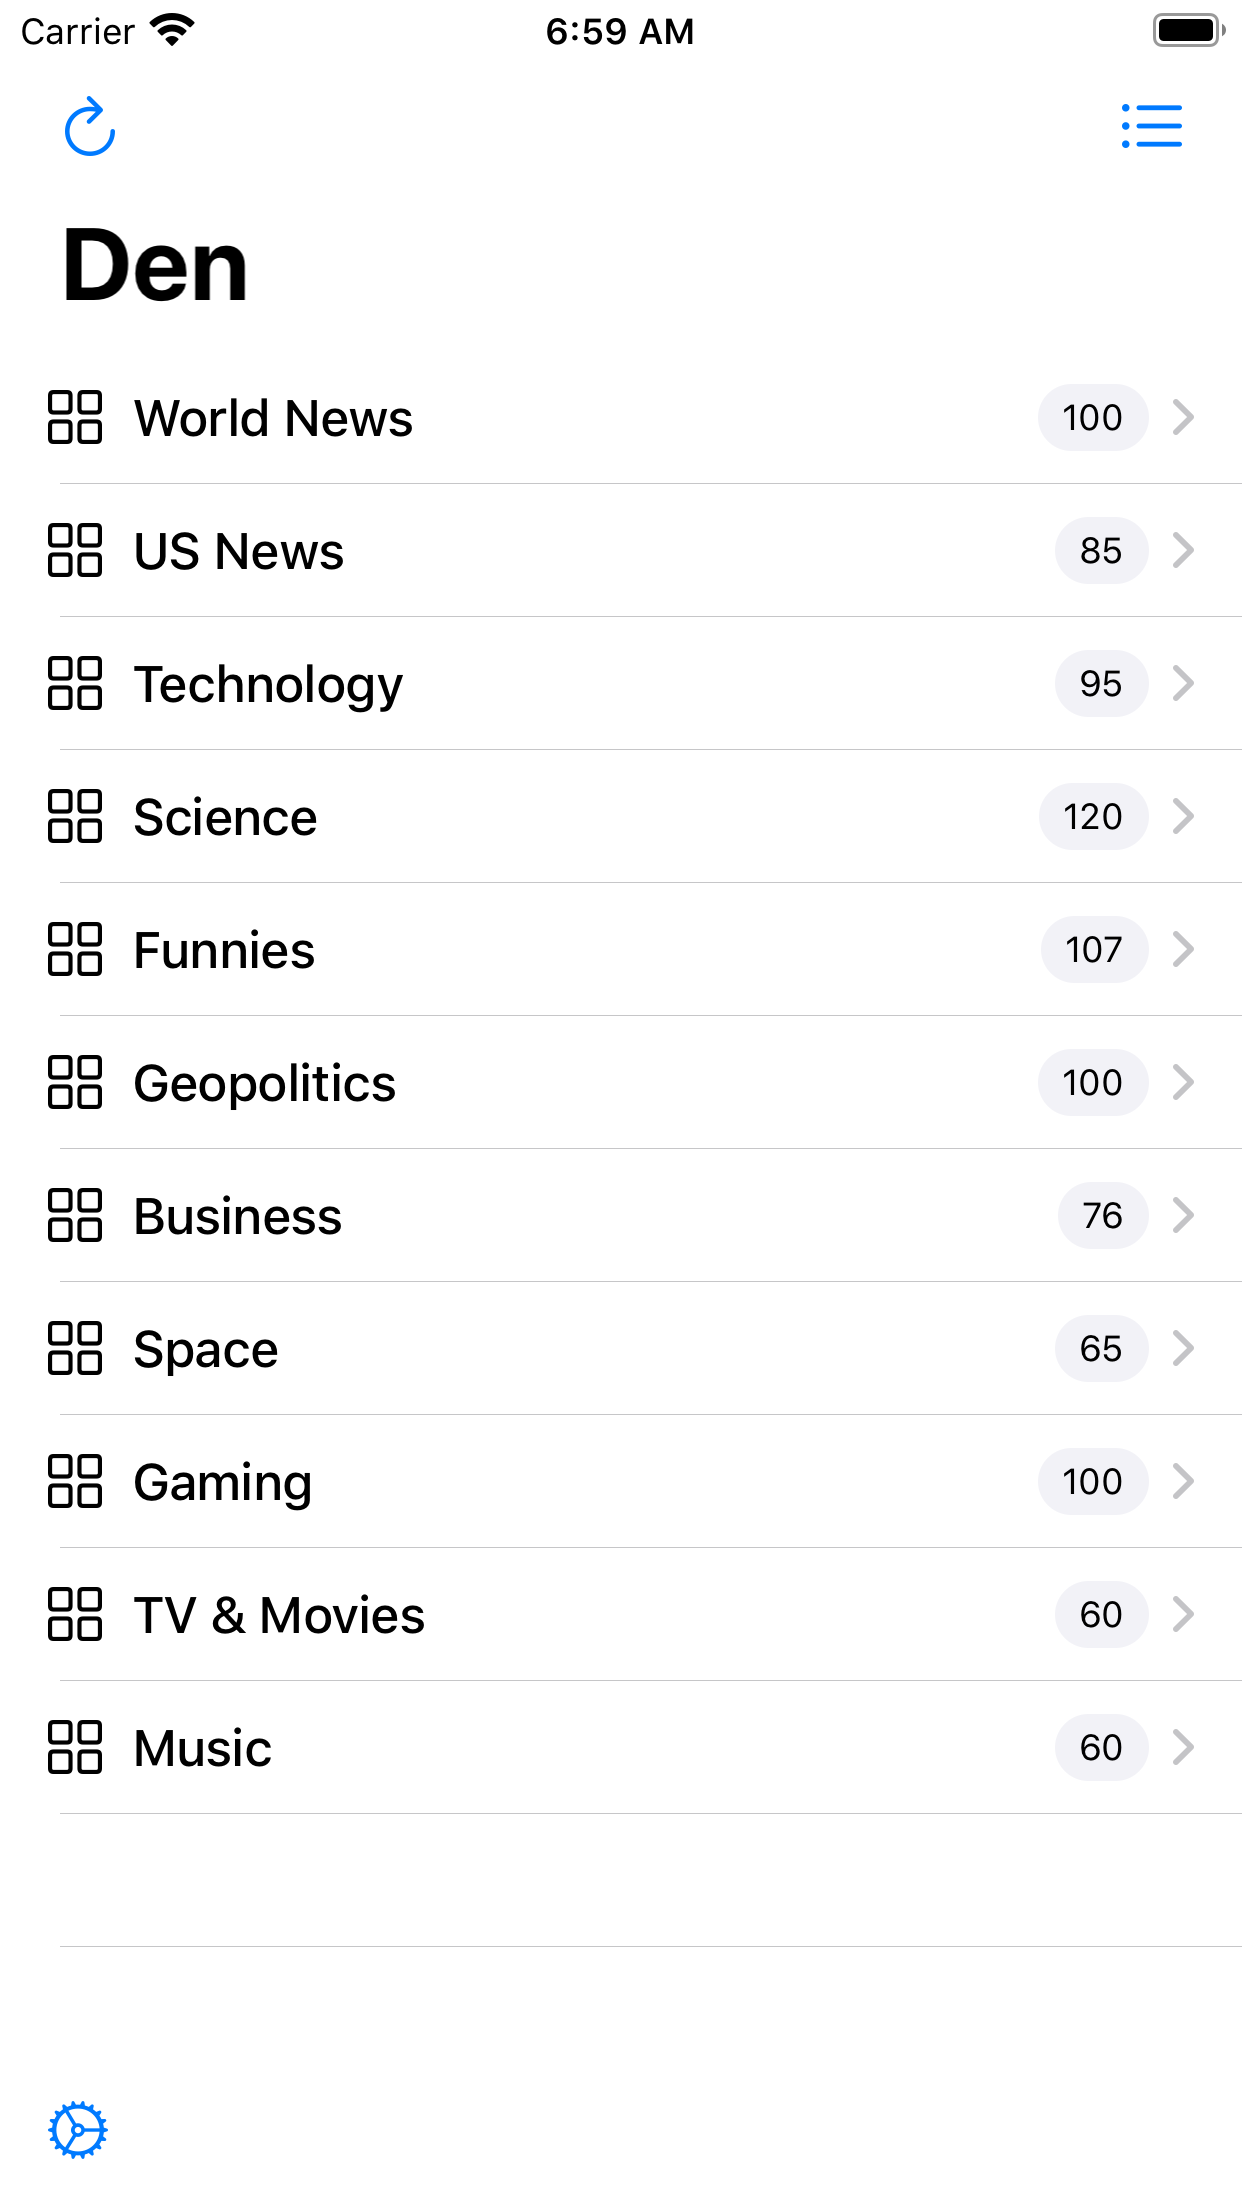 Carrier 6:59 AM
Den
World News 100
US News 85
Technology 95
Science 120
Funnies 107
Geopolitics 100
Business 76
Space 65
Gaming 100
TV & Movies 60
Music 60